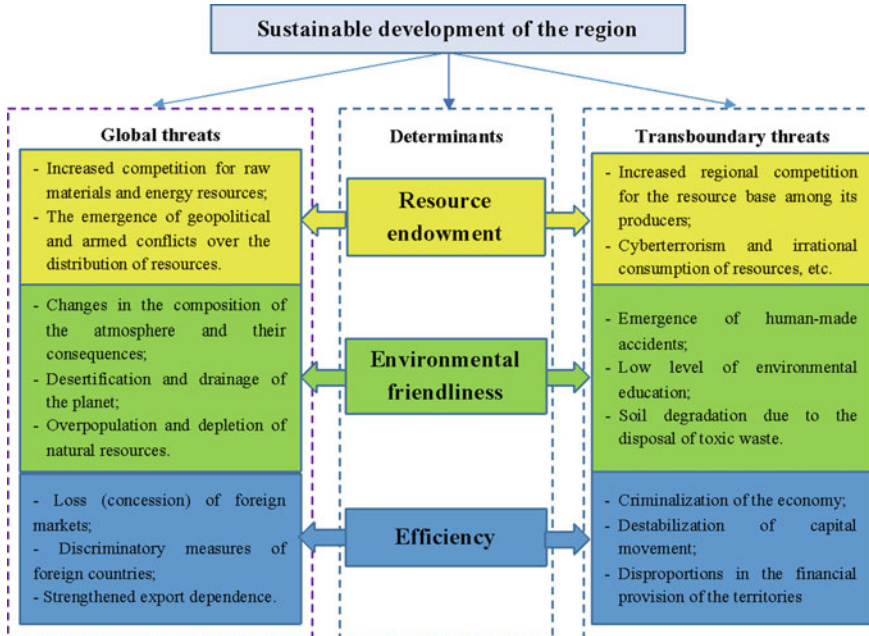 Sustainable development of the region
Global threats
- Increased competition for raw
materials and energy resources;
- The emergence of geopolitical
and armed conflicts over the
distribution of resources.
- Changes in the composition of
the atmosphere and their
consequences;
- Desertification and drainage of
the planet;
- Overpopulation and depletion of
natural resources.
- Loss (concession) of foreign
markets;
- Discriminatory measures of
foreign countries;
- Strengthened export dependence.
Determinants
Resource
endowment
Environmental
friendliness
Efficiency
Transboundary threats
- Increased regional competition
for the resource base among its
producers;
- Cyberterrorism and irrational
consumption of resources, etc.
- Emergence of human-made
accidents;
- Low level of environmental
education;
- Soil degradation due to the
disposal of toxic waste.
- Criminalization of the economy;
- Destabilization of capital
movement;
- Disproportions in the financial
provision of the territories